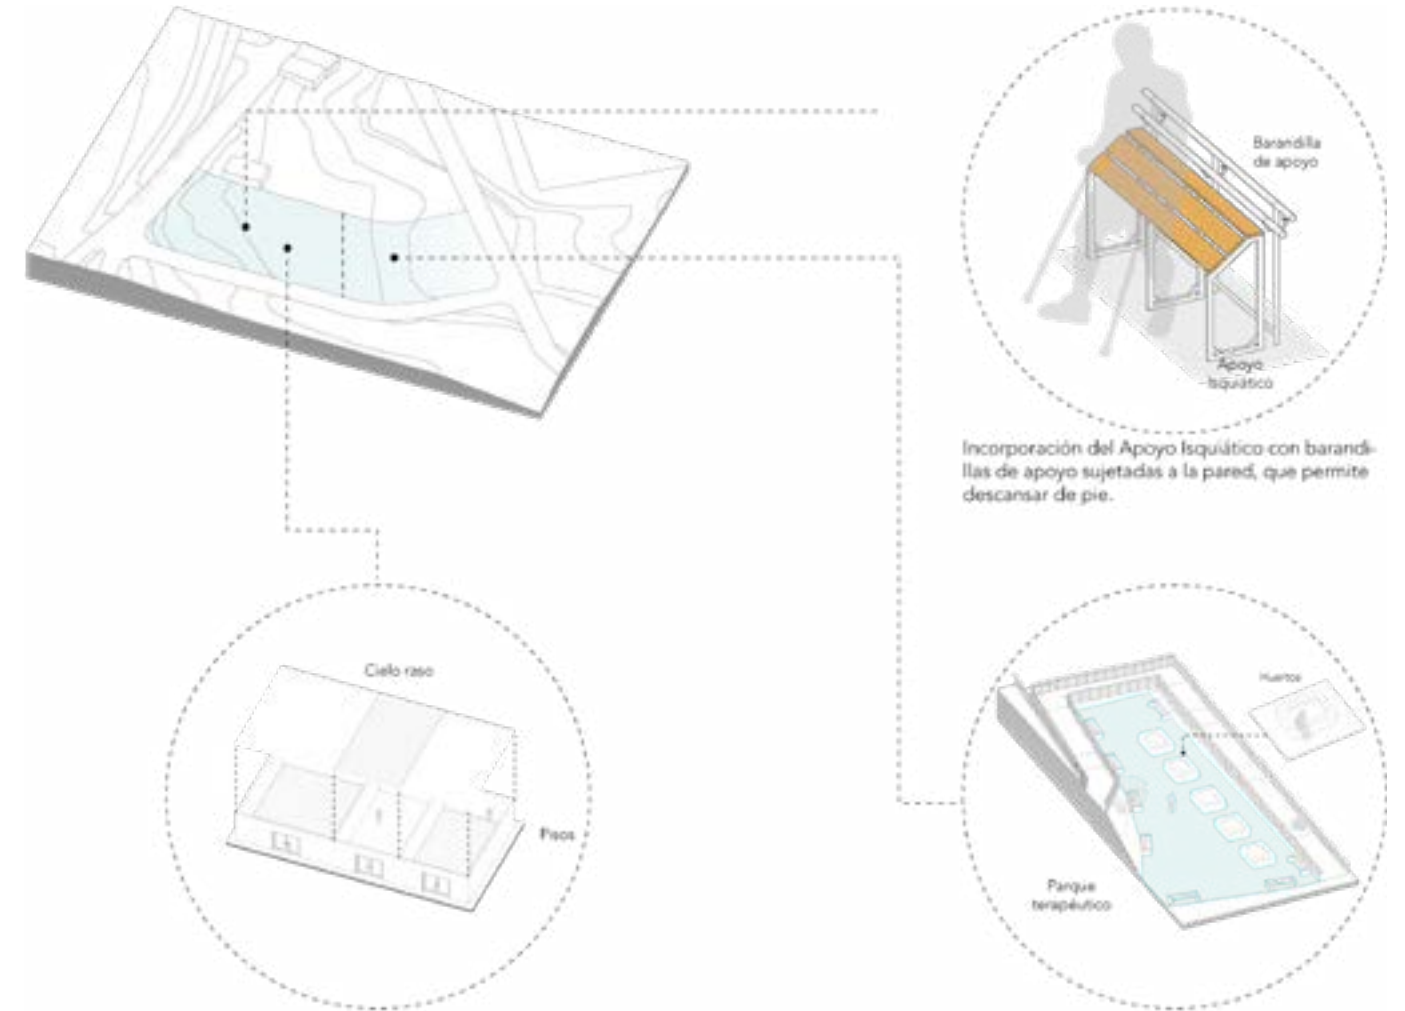 Barandilla
de apoyo
Apoyo
Isquiático
Incorporación del Apoyo Isquiático con barandi-
llas de apoyo sujetadas a la pared, que permite
descansar de pie.
Cielo raso
Pisos
Huertos
Parque
terapéutico